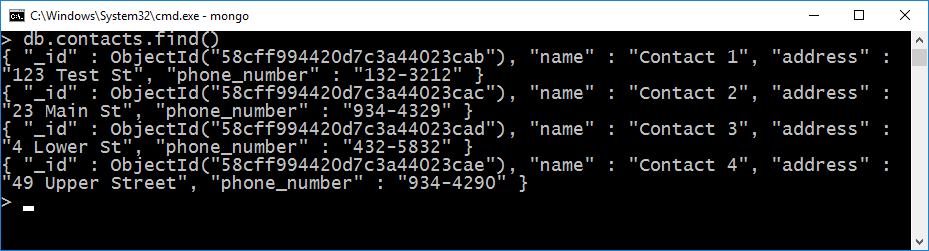 C:\Windows\System32\cmd.exe - mongo
> db.contacts.find()
{ "_id" : ObjectId("58cff994420d7c3a44023cab"), "name" : "Contact 1", "address" :
"123 Test St", "phone_number" : "132-3212" }
{ "_id" : ObjectId("58cff994420d7c3a44023cac"), "name" : "Contact 2", "address" :
"23 Main St", "phone_number" : "934-4329" }
{ "_id" : ObjectId("58cff994420d7c3a44023cad"), "name" : "Contact 3", "address" :
"4 Lower St", "phone_number" : "432-5832" }
{ "_id" : ObjectId("58cff994420d7c3a44023cae"), "name" : "Contact 4", "address" :
"49 Upper Street", "phone_number" : "934-4290" }
>